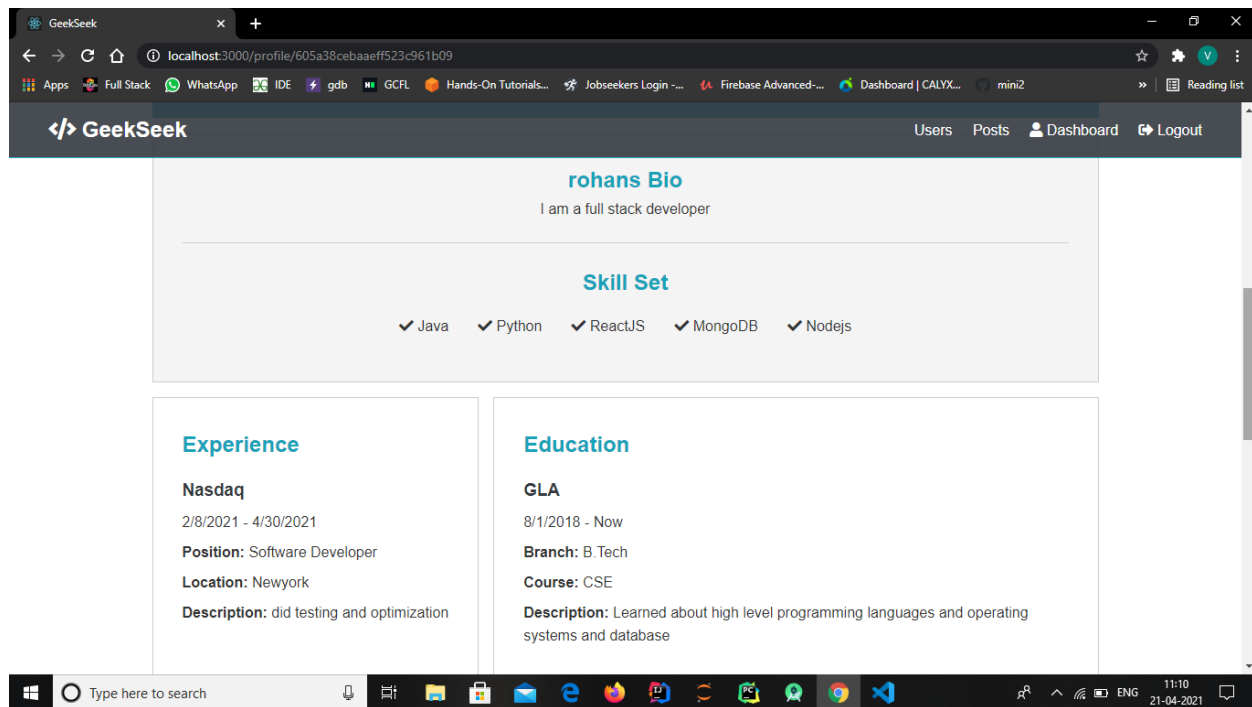 GeekSeek
localhost:3000/profile/605a38cebaaeff523c961b09
V
Apps Full Stack WhatsApp IDE gdb GCFL Hands-On Tutorials... Jobseekers Login -... Firebase Advanced-... Dashboard | CALYX... mini2 » Reading list
</> GeekSeek Users Posts Dashboard Logout
rohans Bio
I am a full stack developer
Skill Set
Java Python ReactJS MongoDB Nodejs
Experience
Nasdaq
2/8/2021 - 4/30/2021
Position: Software Developer
Location: Newyork
Description: did testing and optimization
Education
GLA
8/1/2018 - Now
Branch: B.Tech
Course: CSE
Description: Learned about high level programming languages and operating
systems and database
Type here to search
ENG
11:10
21-04-2021